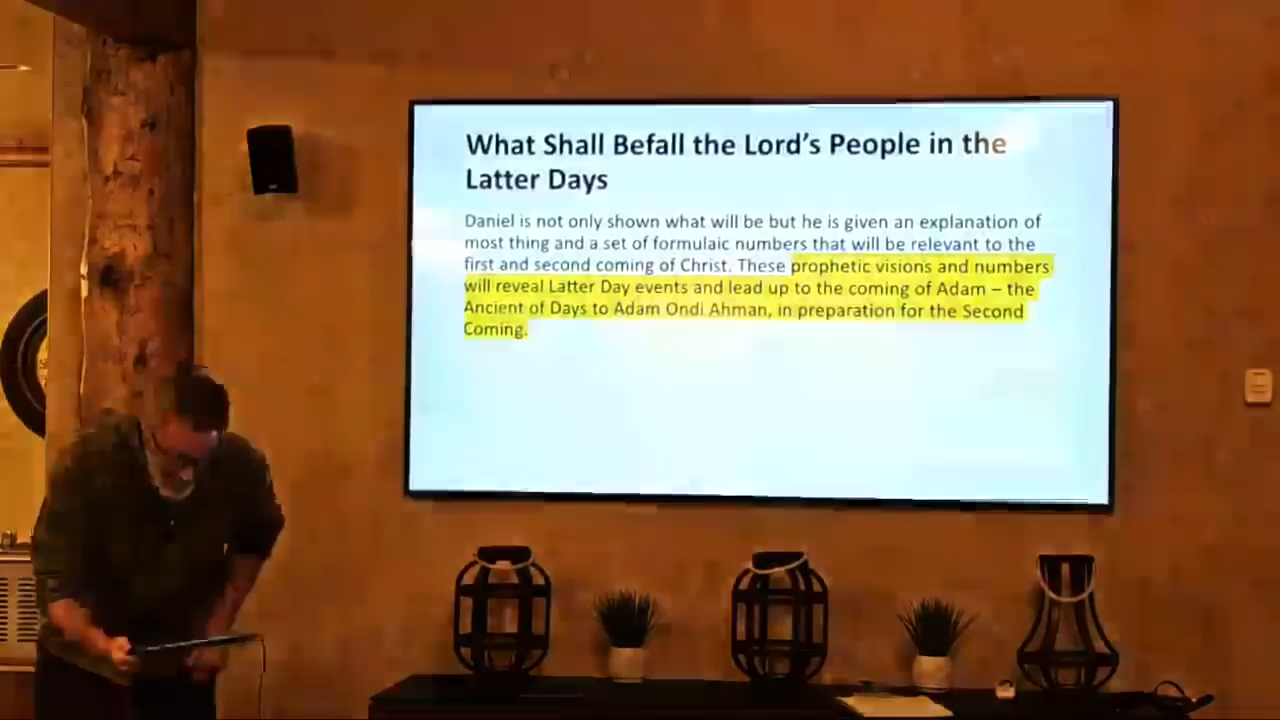 What Shall Befall the Lord's People in the
Latter Days
Daniel is not only shown what will be but he is given an explanation of
most thing and a set of formulaic numbers that will be relevant to the
first and second coming of Christ. These prophetic visions and numbers
will reveal Latter Day events and lead up to the coming of Adam – the
Ancient of Days to Adam Ondi Ahman, in preparation for the Second
Coming.